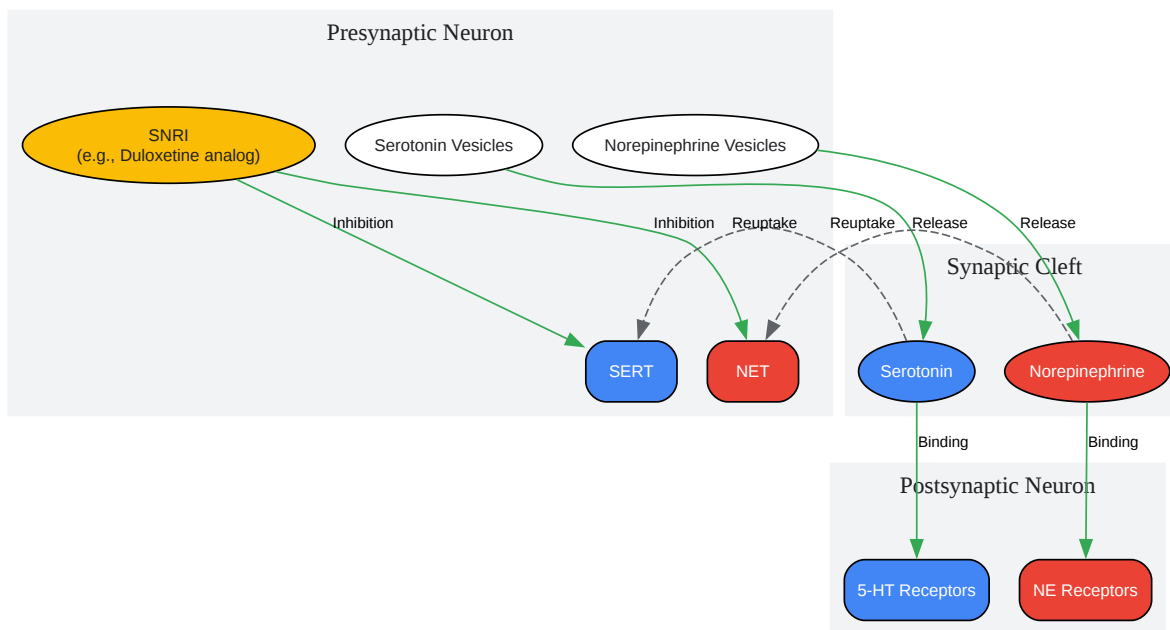 Presynaptic Neuron
SNRI
(e.g., Duloxetine analog)
Serotonin Vesicles
Norepinephrine Vesicles
Inhibition
Inhibition
Reuptake
Reuptake
Release
Release
Synaptic Cleft
SERT
NET
Serotonin
Norepinephrine
Binding
Binding
Postsynaptic Neuron
5-HT Receptors
NE Receptors